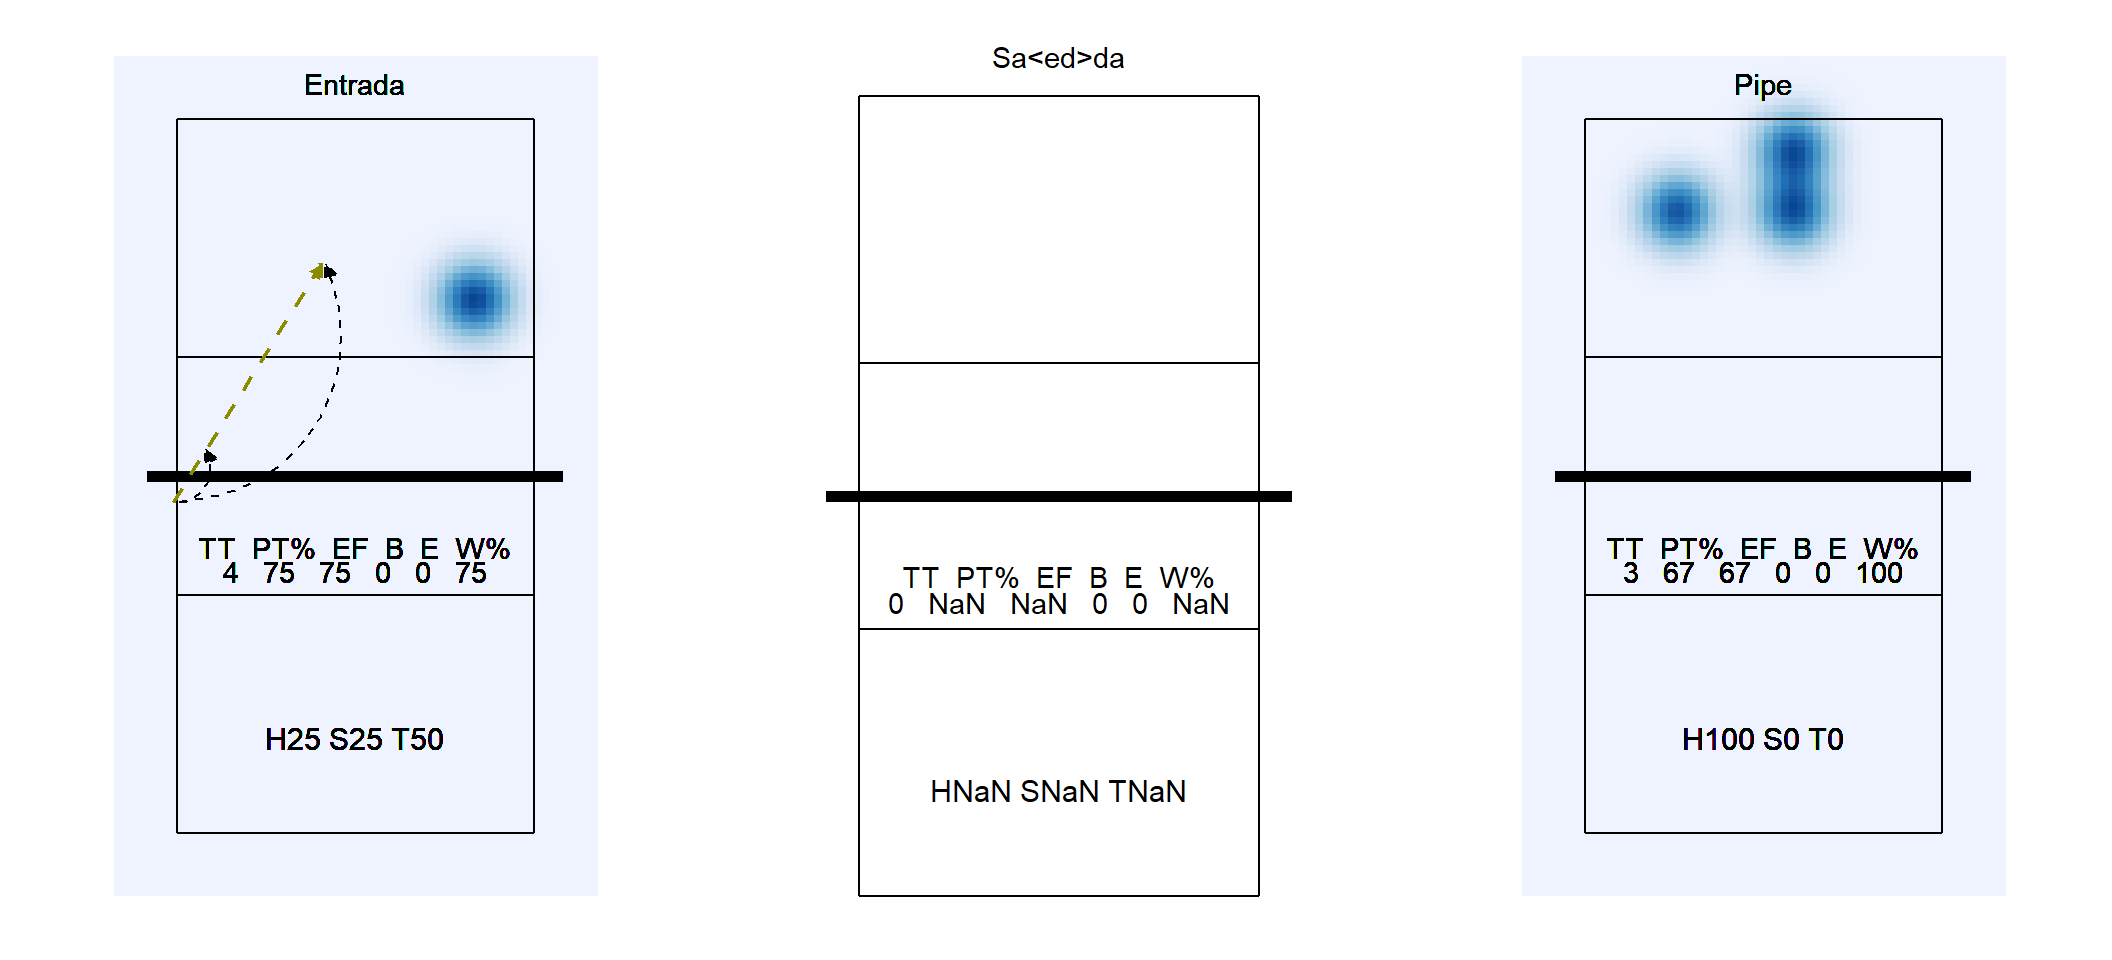 Entrada
TT PT% EF B E W%
4 75 75 0 0 75
H25 S25 T50
Sa<ed>da
TT PT% EF B E W%
0 NaN NaN 0 0 NaN
HNaN SNaN TNaN
Pipe
TT PT% EF B E W%
3 67 67 0 0 100
H100 S0 T0